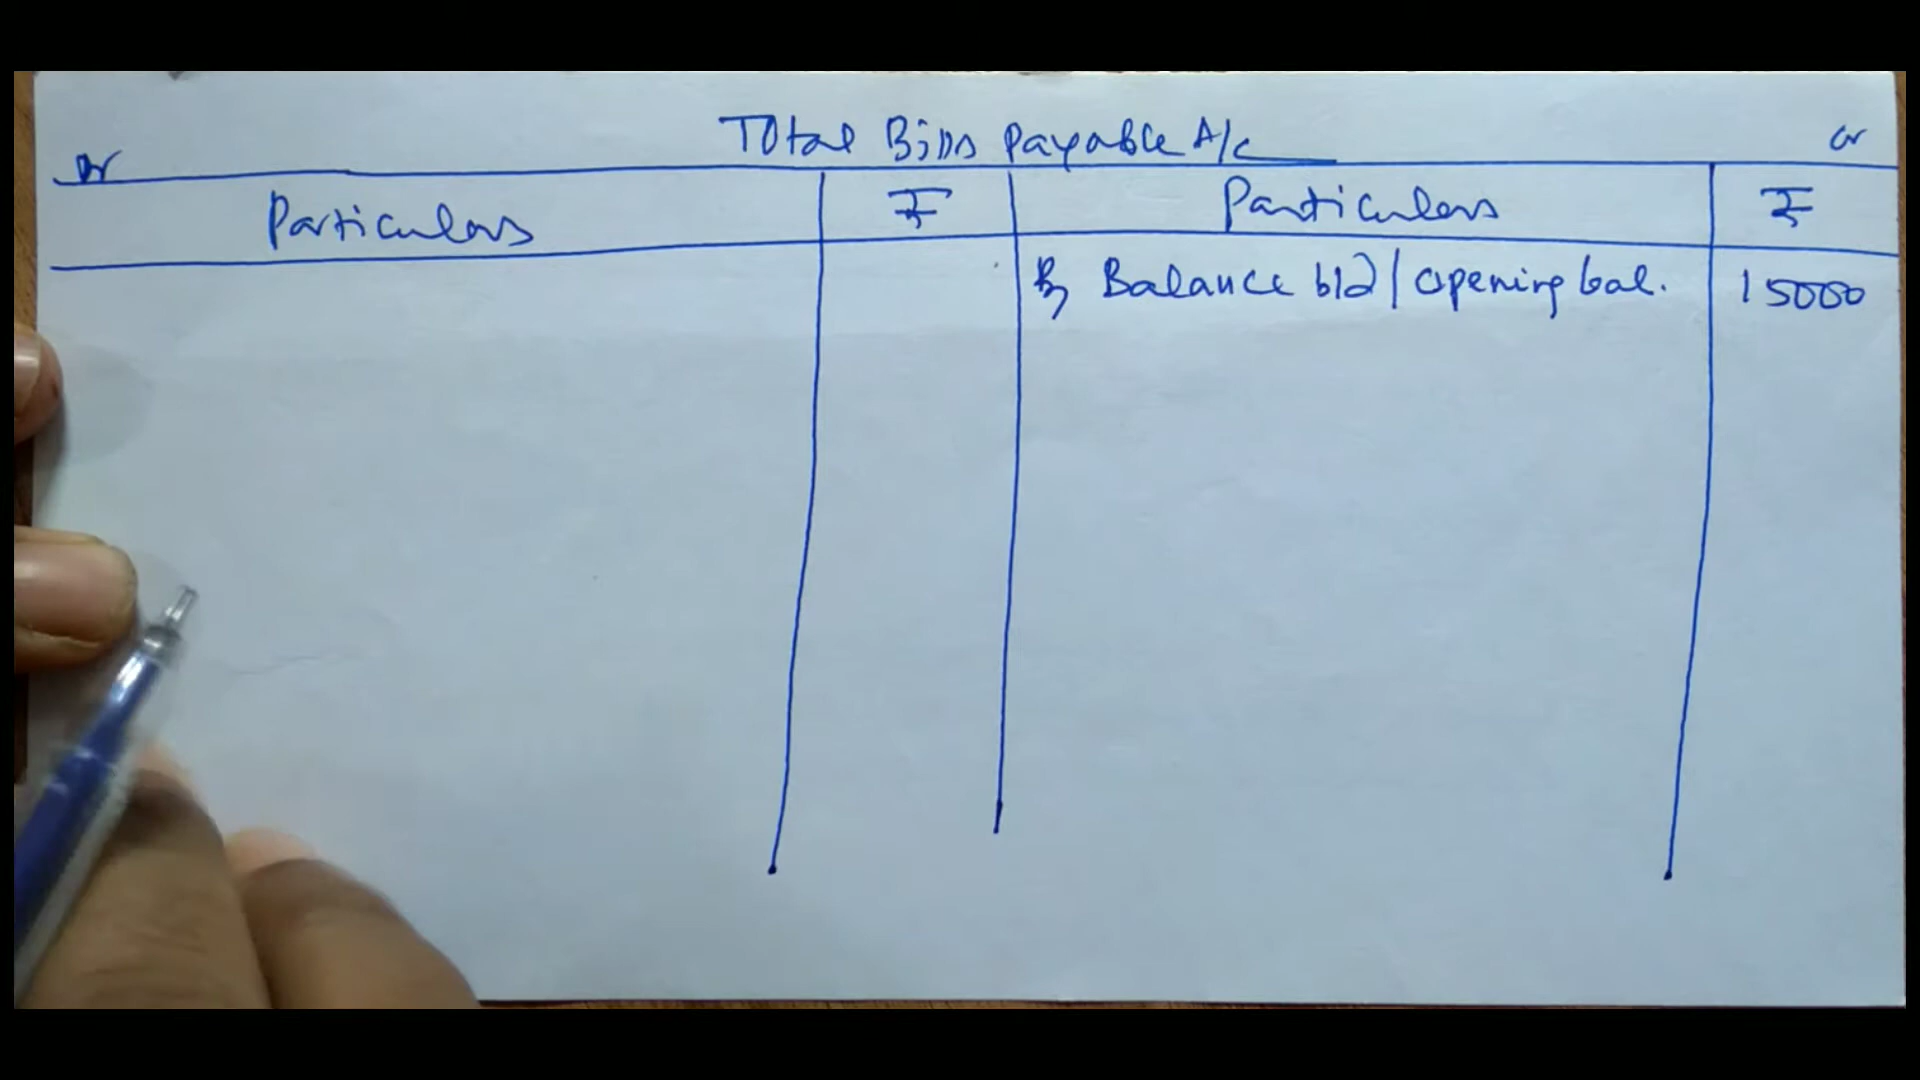 Total Bills Payable A/c
Dr Cr
Particulars ₹ Particulars ₹
By Balance b/d / opening bal. 15000